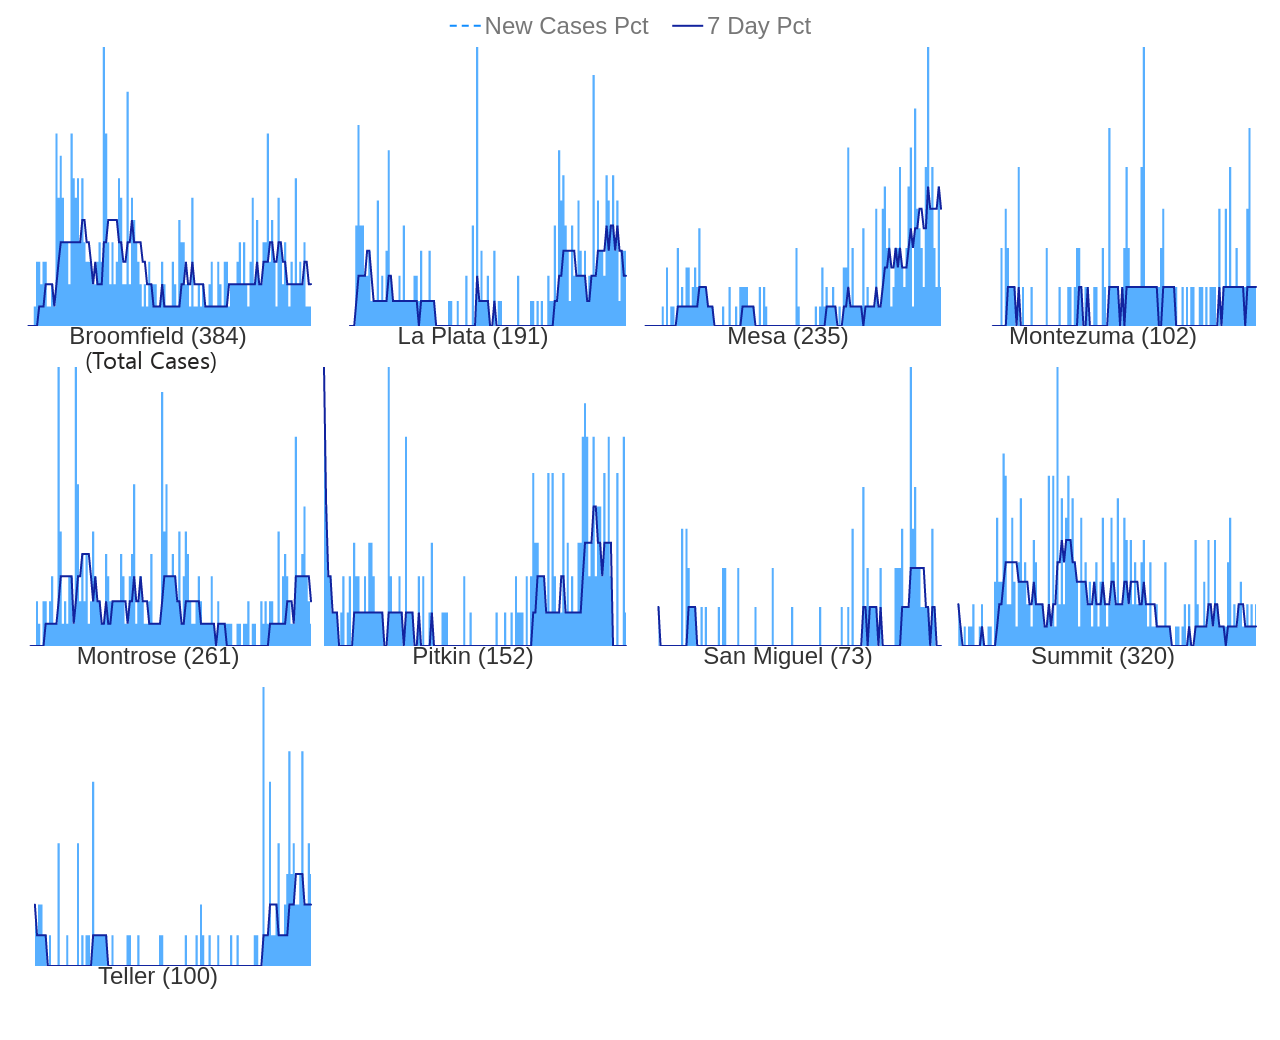 New Cases Pct 7 Day Pct
Broomfield (384) La Plata (191) Mesa (235) Montezuma (102)
(Total Cases)
Montrose (261) Pitkin (152) San Miguel (73) Summit (320)
Teller (100)